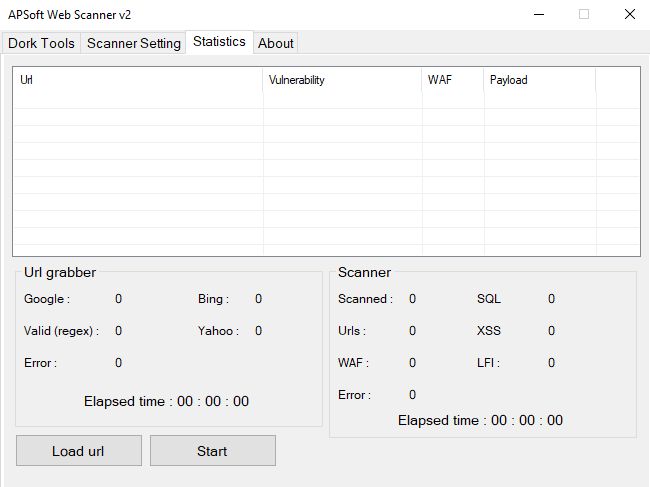 APSoft Web Scanner v2
Dork Tools Scanner Setting Statistics About
Url Vulnerability WAF Payload
Url grabber
Google : 0 Bing : 0
Valid (regex) : 0 Yahoo : 0
Error : 0
Elapsed time : 00 : 00 : 00
Scanner
Scanned : 0 SQL 0
Urls : 0 XSS 0
WAF : 0 LFI : 0
Error : 0
Elapsed time : 00 : 00 : 00
Load url Start